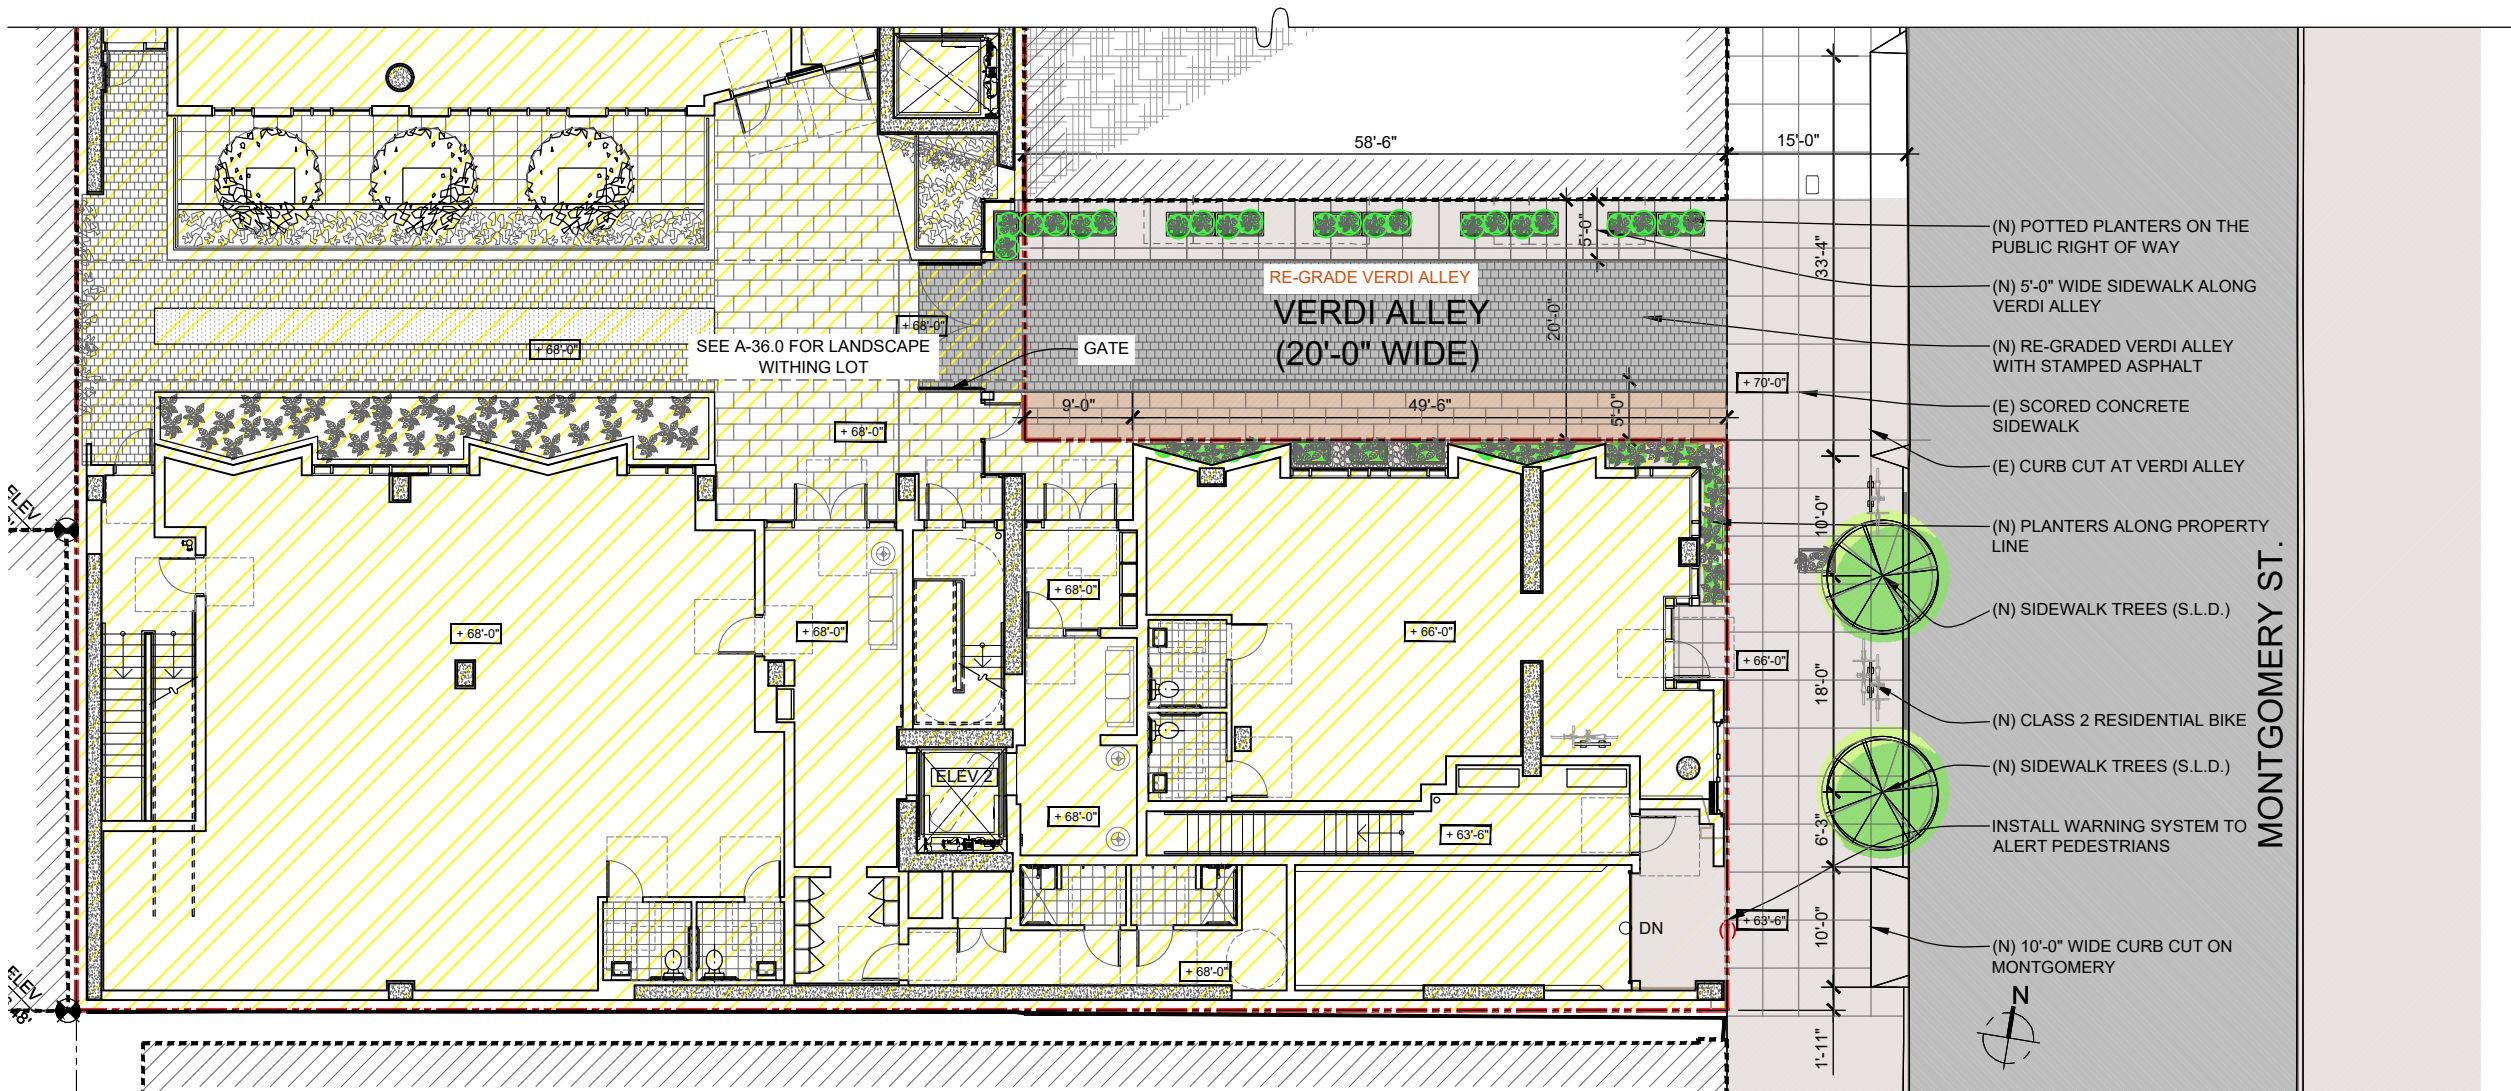 58'-6"
15'-0"
(N) POTTED PLANTERS ON THE
PUBLIC RIGHT OF WAY
5'-0"
33'-4"
RE-GRADE VERDI ALLEY
(N) 5'-0" WIDE SIDEWALK ALONG
VERDI ALLEY
VERDI ALLEY
(20'-0" WIDE)
20'-0"
+ 68'-0"
+ 68'-0"
SEE A-36.0 FOR LANDSCAPE
WITHING LOT
GATE
(N) RE-GRADED VERDI ALLEY
WITH STAMPED ASPHALT
+ 70'-0"
9'-0"
49'-6"
5'-0"
(E) SCORED CONCRETE
SIDEWALK
+ 68'-0"
(E) CURB CUT AT VERDI ALLEY
ELEV
10'-0"
(N) PLANTERS ALONG PROPERTY
LINE
MONTGOMERY ST.
+ 68'-0"
(N) SIDEWALK TREES (S.L.D.)
+ 68'-0"
+ 68'-0"
+ 66'-0"
+ 66'-0"
18'-0"
(N) CLASS 2 RESIDENTIAL BIKE
ELEV 2
(N) SIDEWALK TREES (S.L.D.)
+ 68'-0"
+ 63'-6"
6'-3"
INSTALL WARNING SYSTEM TO
ALERT PEDESTRIANS
DN
+ 63'-6"
10'-0"
(N) 10'-0" WIDE CURB CUT ON
MONTGOMERY
+ 68'-0"
ELEV
48'
N
1'-11"